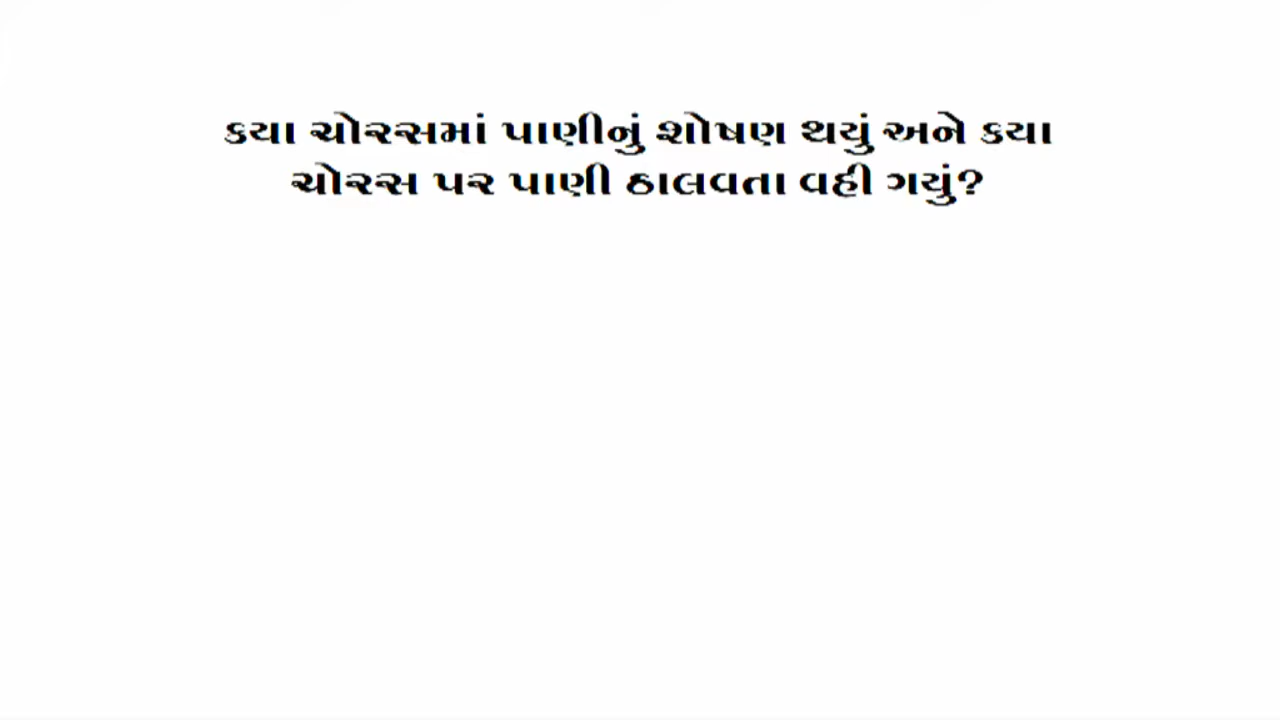 કયા ચોરસમાં પાણીનું શોષણ થયું અને કયા
ચોરસ પર પાણી ઠાલવતા વહી ગયું?